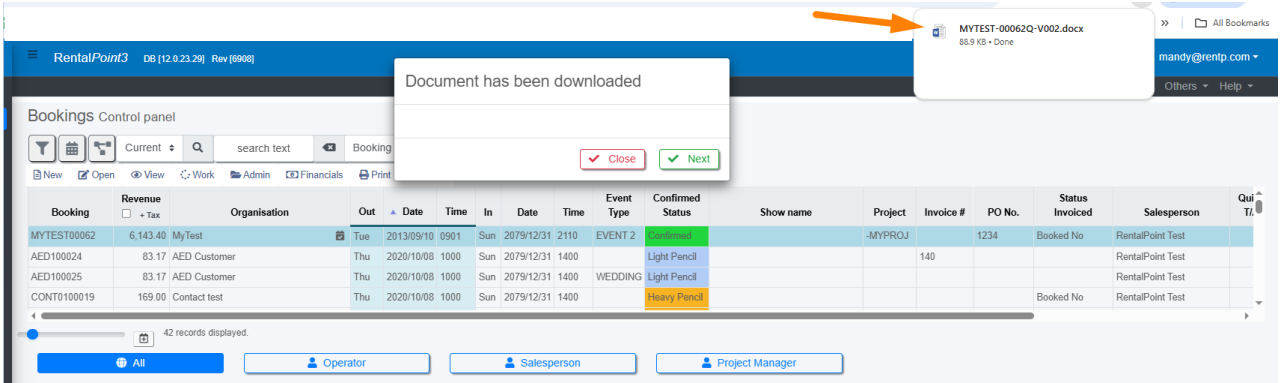 MYTEST-00062Q-V002.docx
88.9 KB • Done
» All Bookmarks
RentalPoint3 DB [12.0.23.29] Rev [6908]
mandy@rentp.com
Others Help
Document has been downloaded
Close Next
Bookings Control panel
Current search text Booking
New Open View Work Admin Financials Print
Booking Revenue + Tax Organisation Out Date Time In Date Time Event Type Confirmed Status Show name Project Invoice # PO No. Status Invoiced Salesperson T/
MYTEST00062 6,143.40 MyTest Tue 2013/09/10 0901 Sun 2079/12/31 2110 EVENT 2 Confirmed -MYPROJ 1234 Booked No RentalPoint Test
AED100024 83.17 AED Customer Thu 2020/10/08 1000 Sun 2079/12/31 1400 Light Pencil 140 RentalPoint Test
AED100025 83.17 AED Customer Thu 2020/10/08 1000 Sun 2079/12/31 1400 WEDDING Light Pencil RentalPoint Test
CONT0100019 169.00 Contact test Thu 2020/10/08 1000 Sun 2079/12/31 1400 Heavy Pencil Booked No RentalPoint Test
42 records displayed.
All Operator Salesperson Project Manager